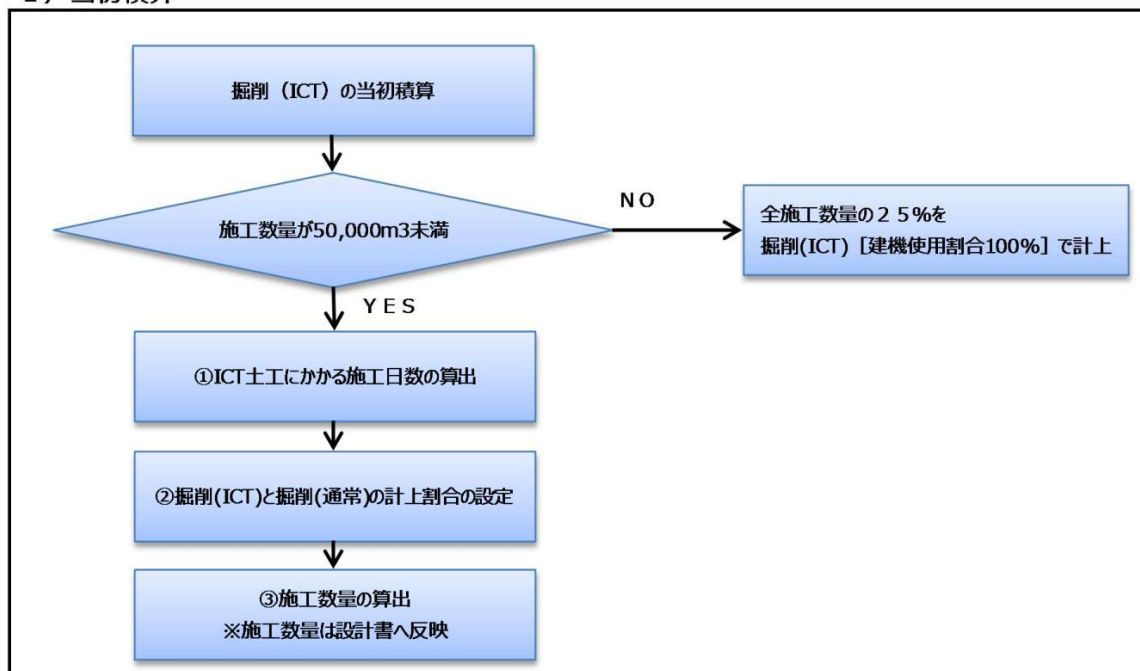 掘削（ICT）の当初積算
施工数量が50,000m3未満
ＮＯ
全施工数量の２５%を
掘削(ICT)［建機使用割合100%］で計上
ＹＥＳ
①ICT土工にかかる施工日数の算出
②掘削(ICT)と掘削(通常)の計上割合の設定
③施工数量の算出
※施工数量は設計書へ反映